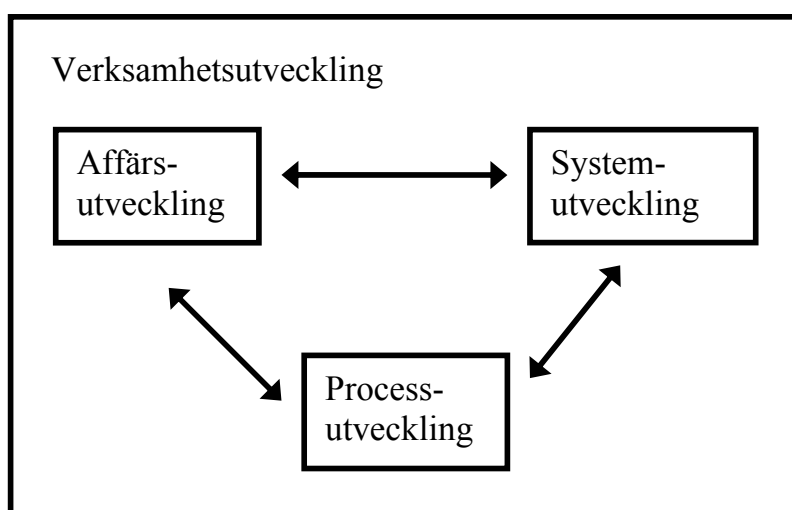 Verksamhetsutveckling
Affärs-
utveckling
System-
utveckling
Process-
utveckling